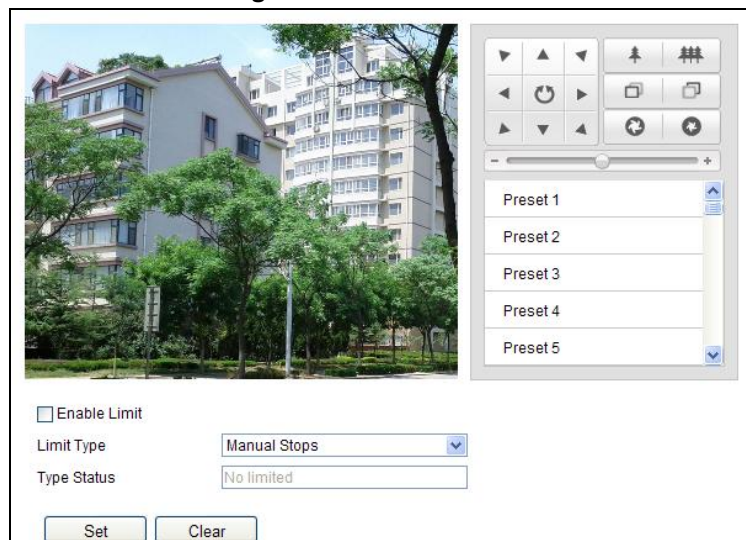 Preset 1
Preset 2
Preset 3
Preset 4
Preset 5
Enable Limit
Limit Type Manual Stops
Type Status No limited
Set Clear